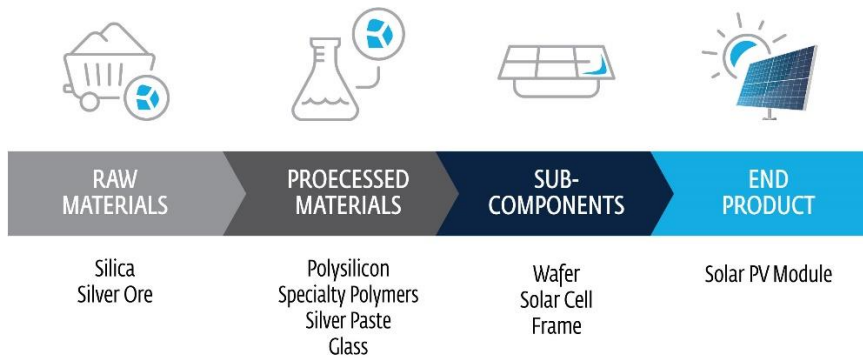 RAW
MATERIALS
PROECESSED
MATERIALS
SUB-
COMPONENTS
END
PRODUCT
Silica
Silver Ore
Polysilicon
Specialty Polymers
Silver Paste
Glass
Wafer
Solar Cell
Frame
Solar PV Module